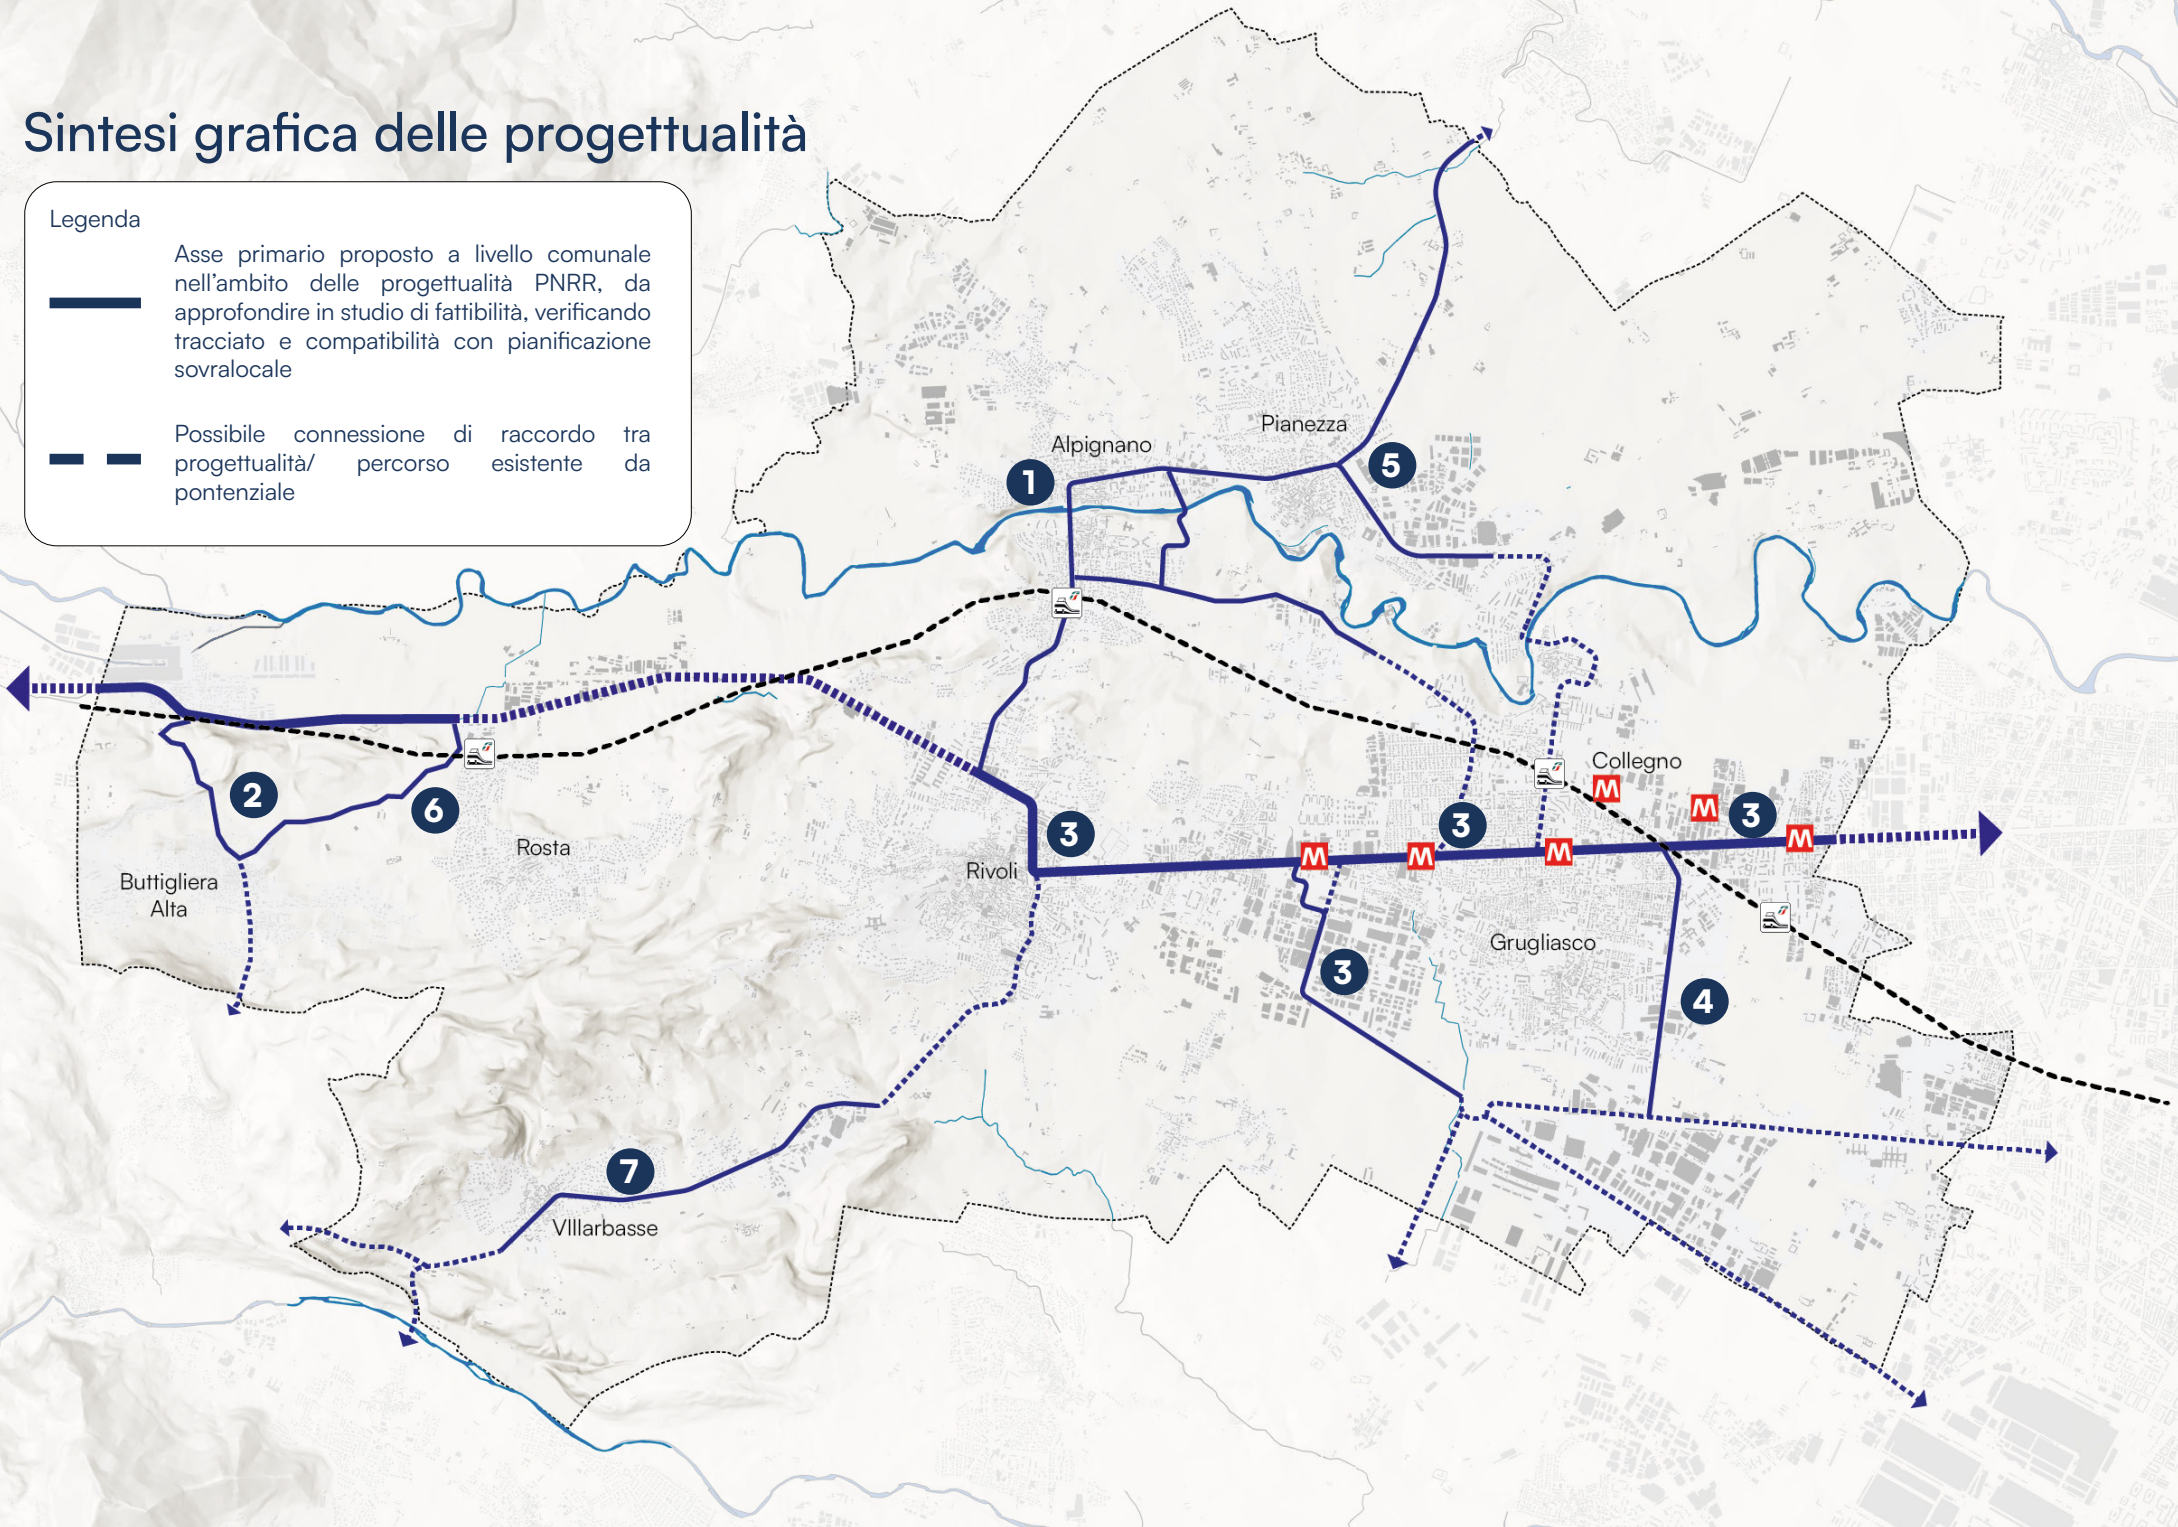 Sintesi grafica delle progettualità
Legenda
Asse primario proposto a livello comunale
nell'ambito delle progettualità PNRR, da
approfondire in studio di fattibilità, verificando
tracciato e compatibilità con pianificazione
sovralocale
Possibile connessione di raccordo tra
progettualità/ percorso esistente da
pontenziale
Pianezza
Alpignano
5
1
Collegno
M
2
6
M
3
3
3
M
Rosta
Rivoli
M
M
M
Buttigliera
Alta
Grugliasco
3
4
7
VIllarbasse